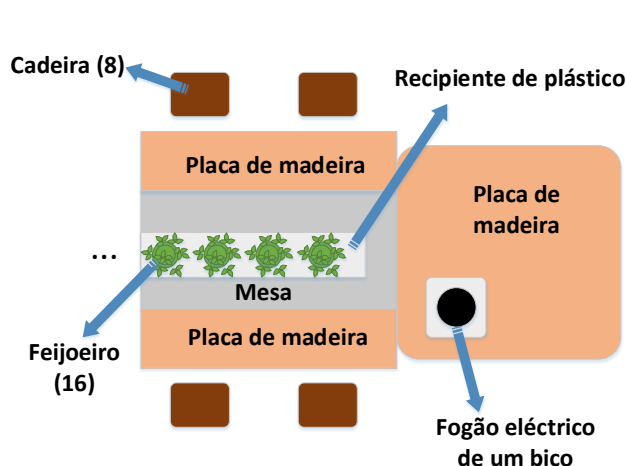 Cadeira (8)
Recipiente de plástico
Placa de madeira
Placa de
madeira
...
Mesa
Placa de madeira
Feijoeiro
(16)
Fogão eléctrico
de um bico